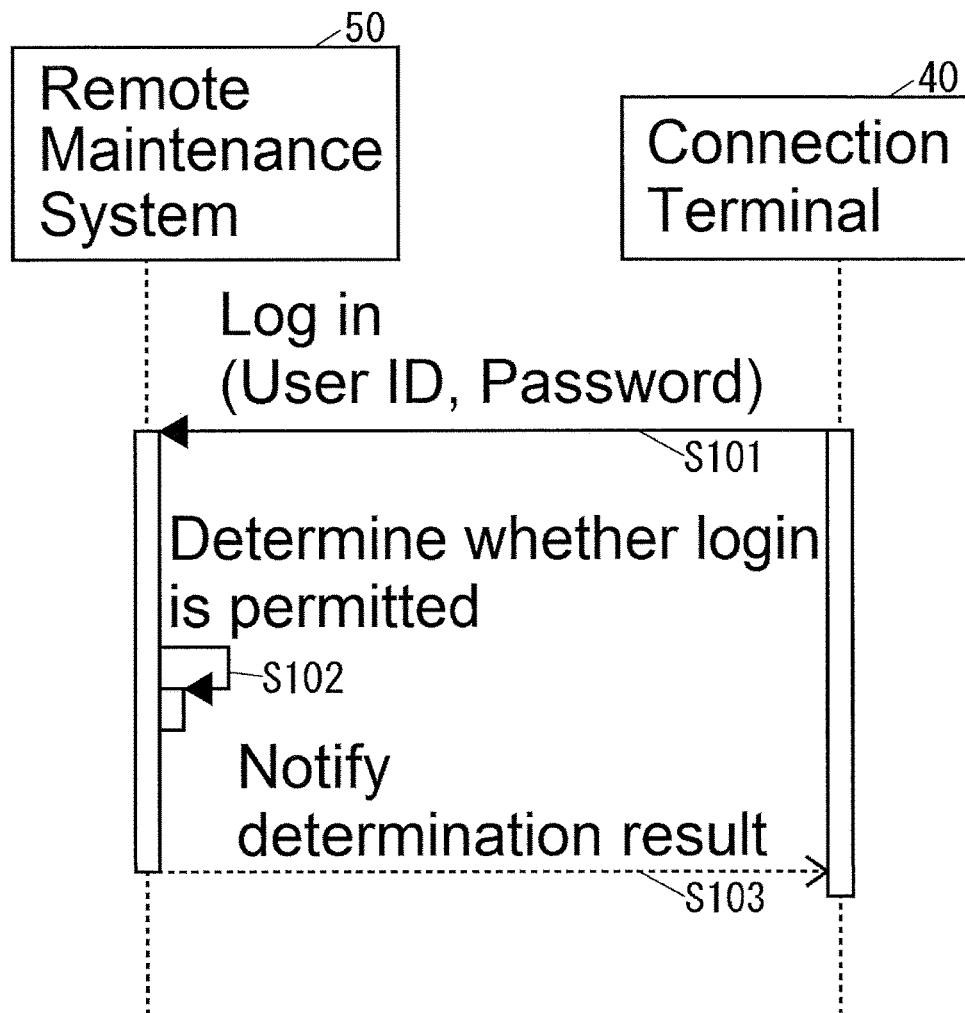 50
Remote
Maintenance
System
40
Connection
Terminal
Log in
(User ID, Password)
S101
Determine whether login
is permitted
S102
Notify
determination result
S103